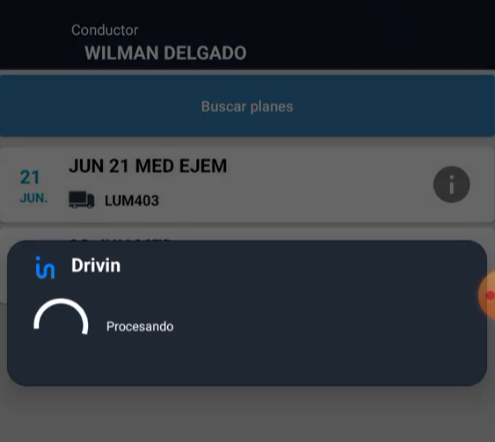 Conductor
WILMAN DELGADO
Buscar planes
21
JUN.
JUN 21 MED EJEM
LUM403
Drivin
Procesando